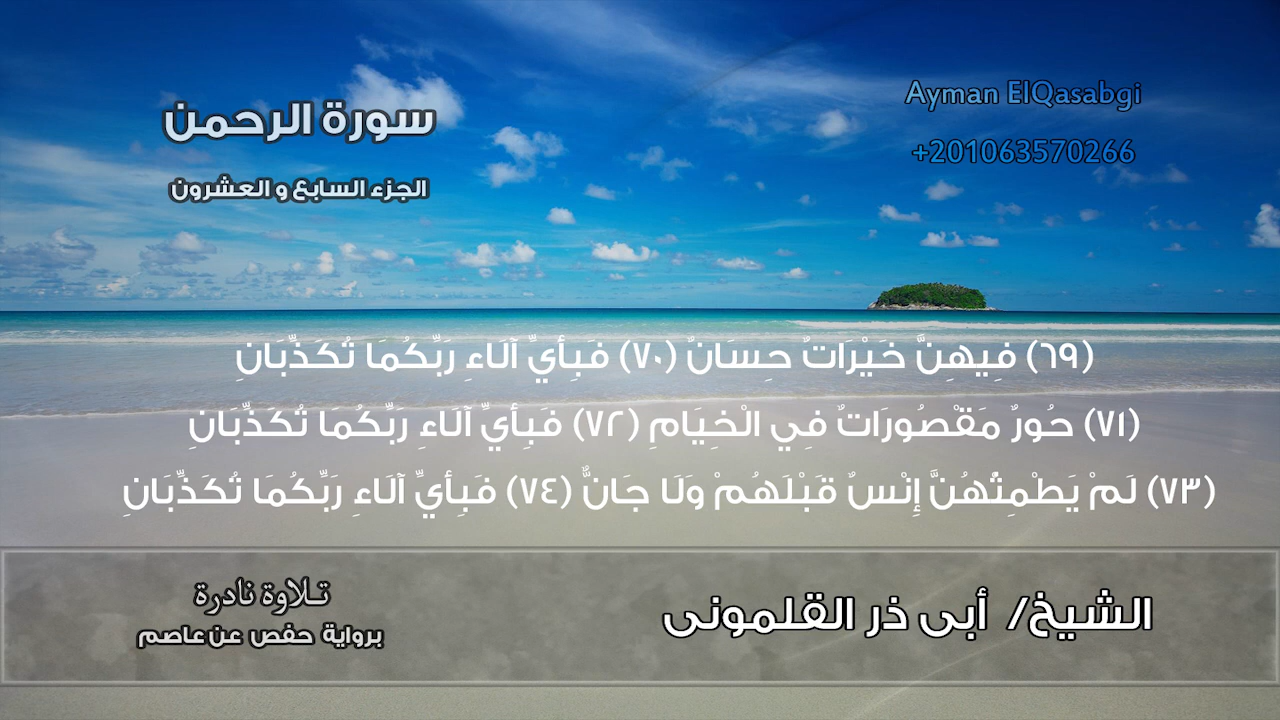 سورة الرحمن
الجزء السابع و العشرون
Ayman ElQasabgi
+201063570266
(٦٩) فِيهِنَّ خَيْرَاتٌ حِسَانٌ (٧٠) فَبِأَيِّ آلَاءِ رَبِّكُمَا تُكَذِّبَانِ
(٧١) حُورٌ مَقْصُورَاتٌ فِي الْخِيَامِ (٧٢) فَبِأَيِّ آلَاءِ رَبِّكُمَا تُكَذِّبَانِ
(٧٣) لَمْ يَطْمِثْهُنَّ إِنْسٌ قَبْلَهُمْ وَلَا جَانٌّ (٧٤) فَبِأَيِّ آلَاءِ رَبِّكُمَا تُكَذِّبَانِ
الشيخ/ أبى ذر القلمونى
تلاوة نادرة
برواية حفص عن عاصم